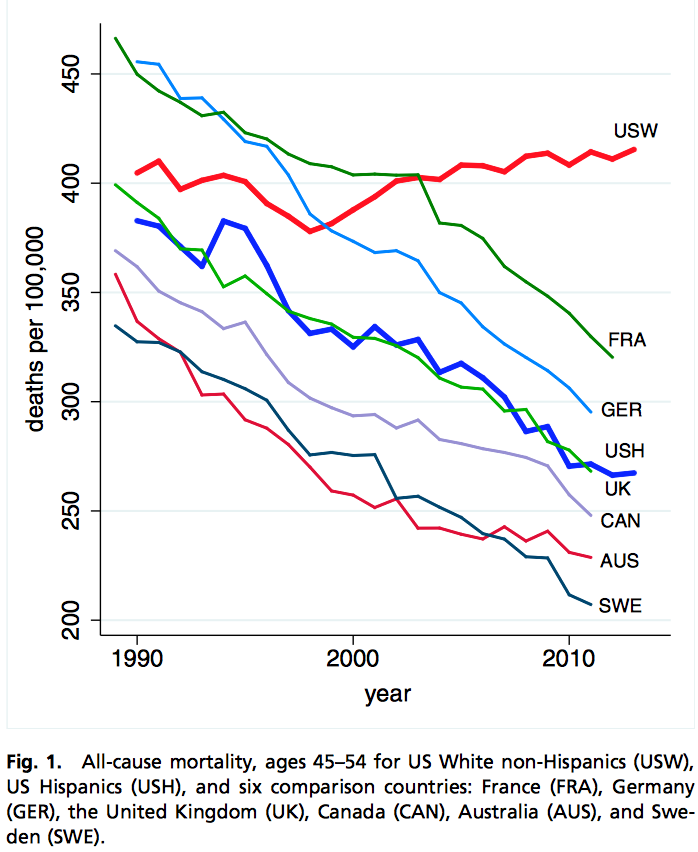 450
400
350
300
250
200
deaths per 100,000
USW
FRA
GER
USH
UK
CAN
AUS
SWE
1990
2000
2010
year
Fig. 1. All-cause mortality, ages 45–54 for US White non-Hispanics (USW),
US Hispanics (USH), and six comparison countries: France (FRA), Germany
(GER), the United Kingdom (UK), Canada (CAN), Australia (AUS), and Swe-
den (SWE).